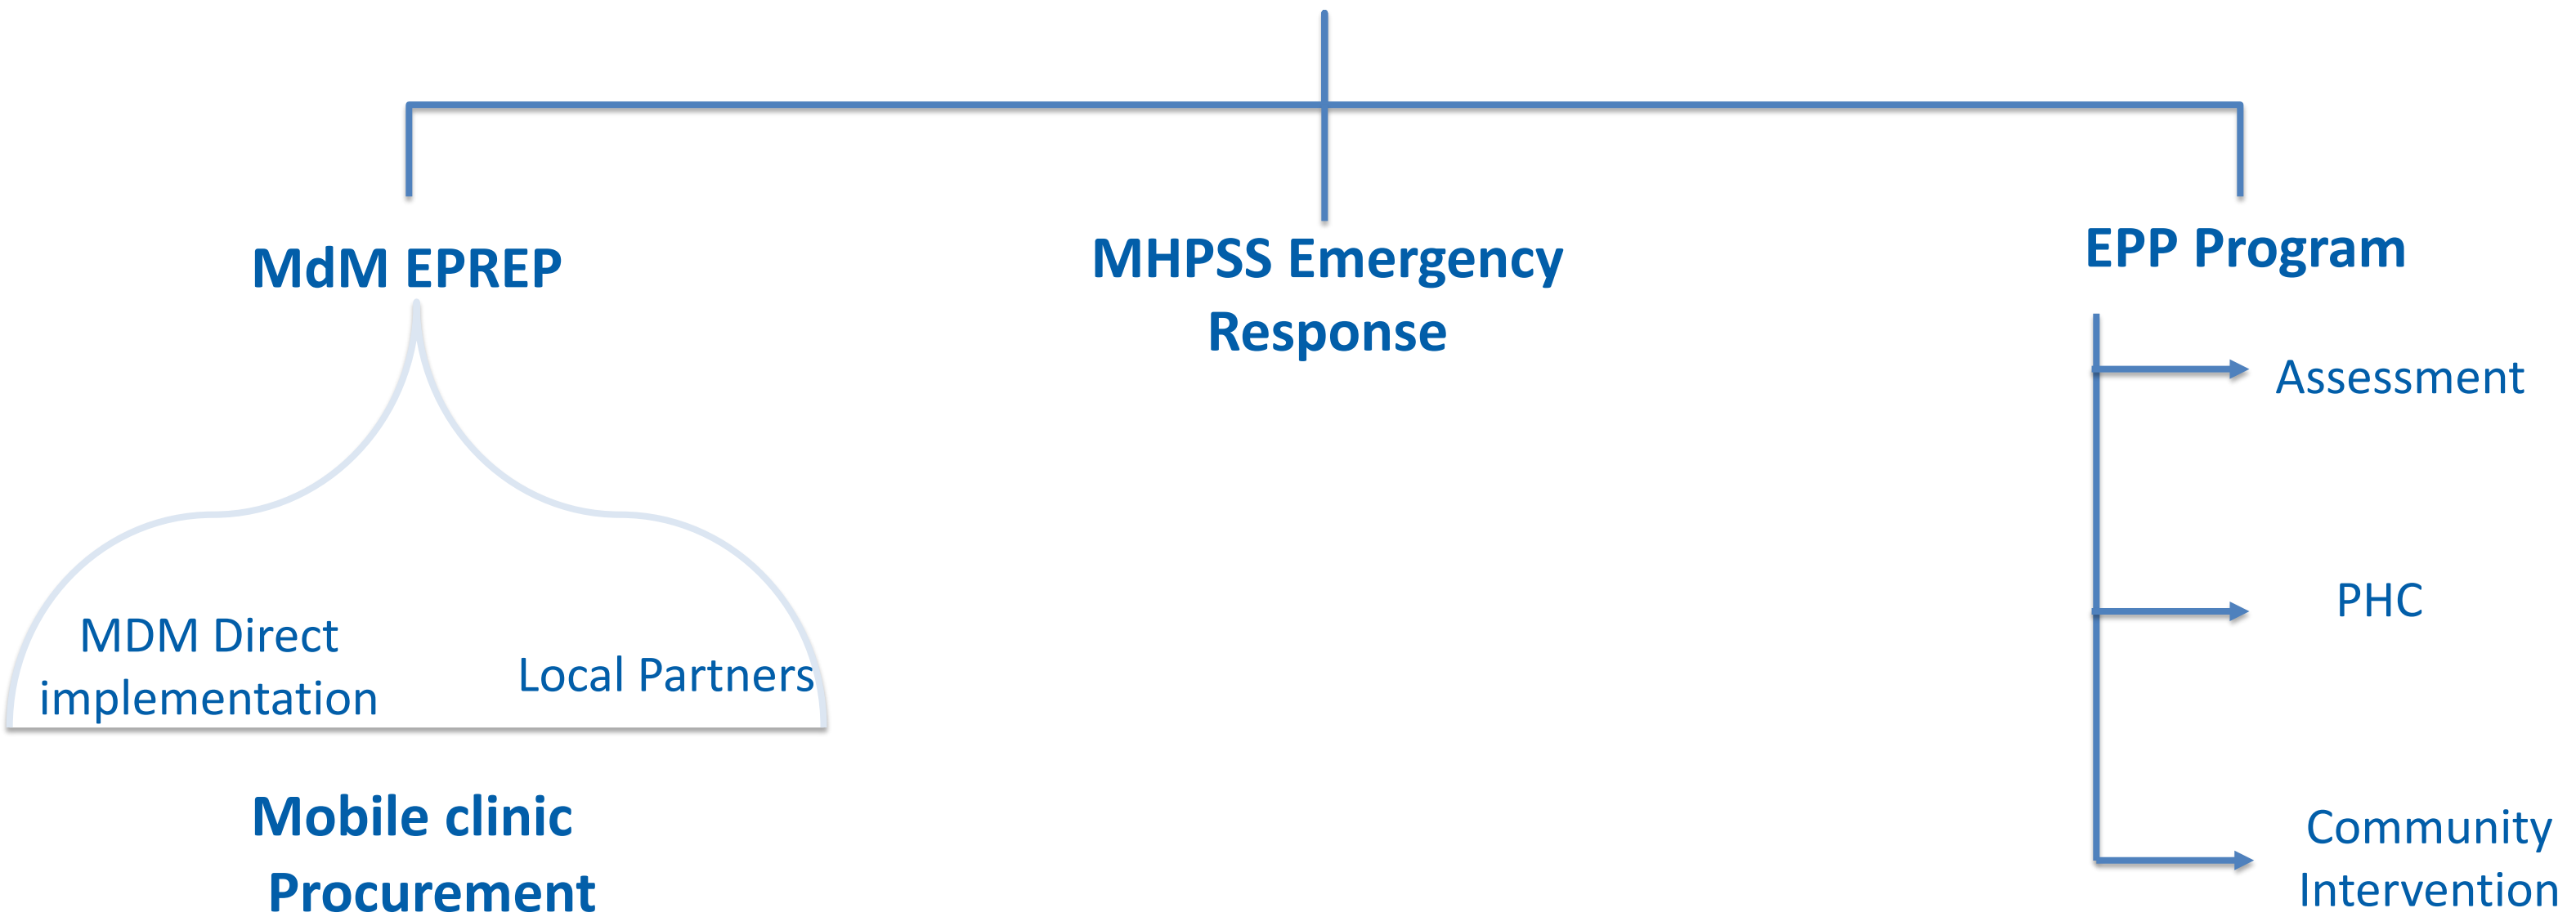 MdM EPREP
MHPSS Emergency
Response
EPP Program
Assessment
PHC
Community
Intervention
MDM Direct
implementation
Local Partners
Mobile clinic
Procurement